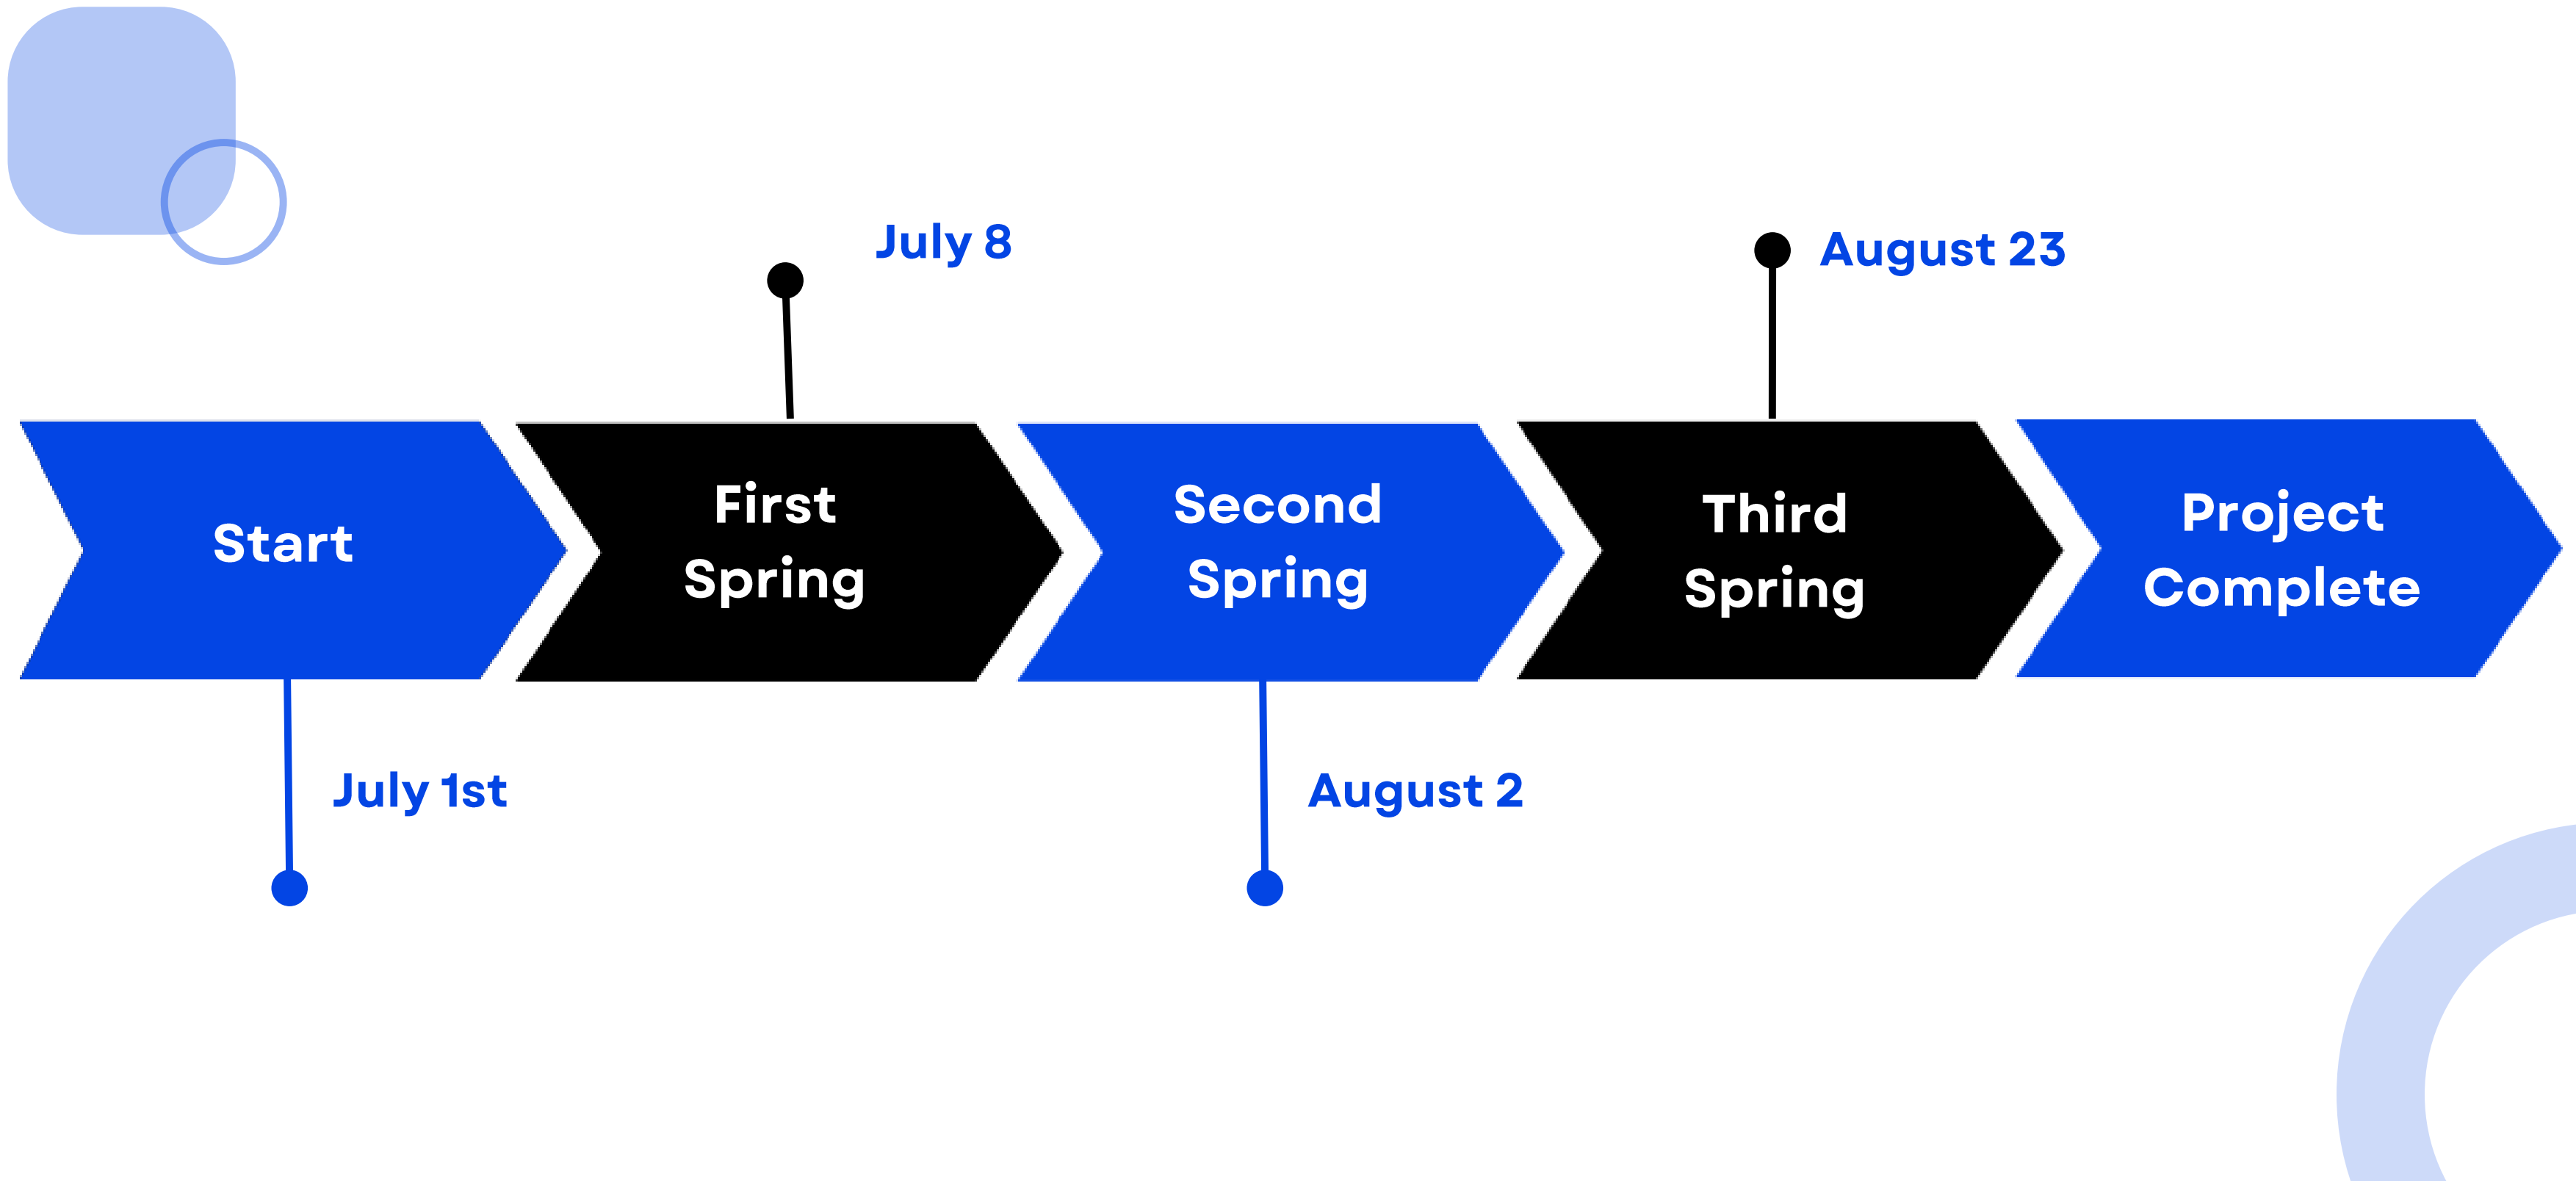 July 8
August 23
Start
First
Spring
Second
Spring
Third
Spring
Project
Complete
July 1st
August 2